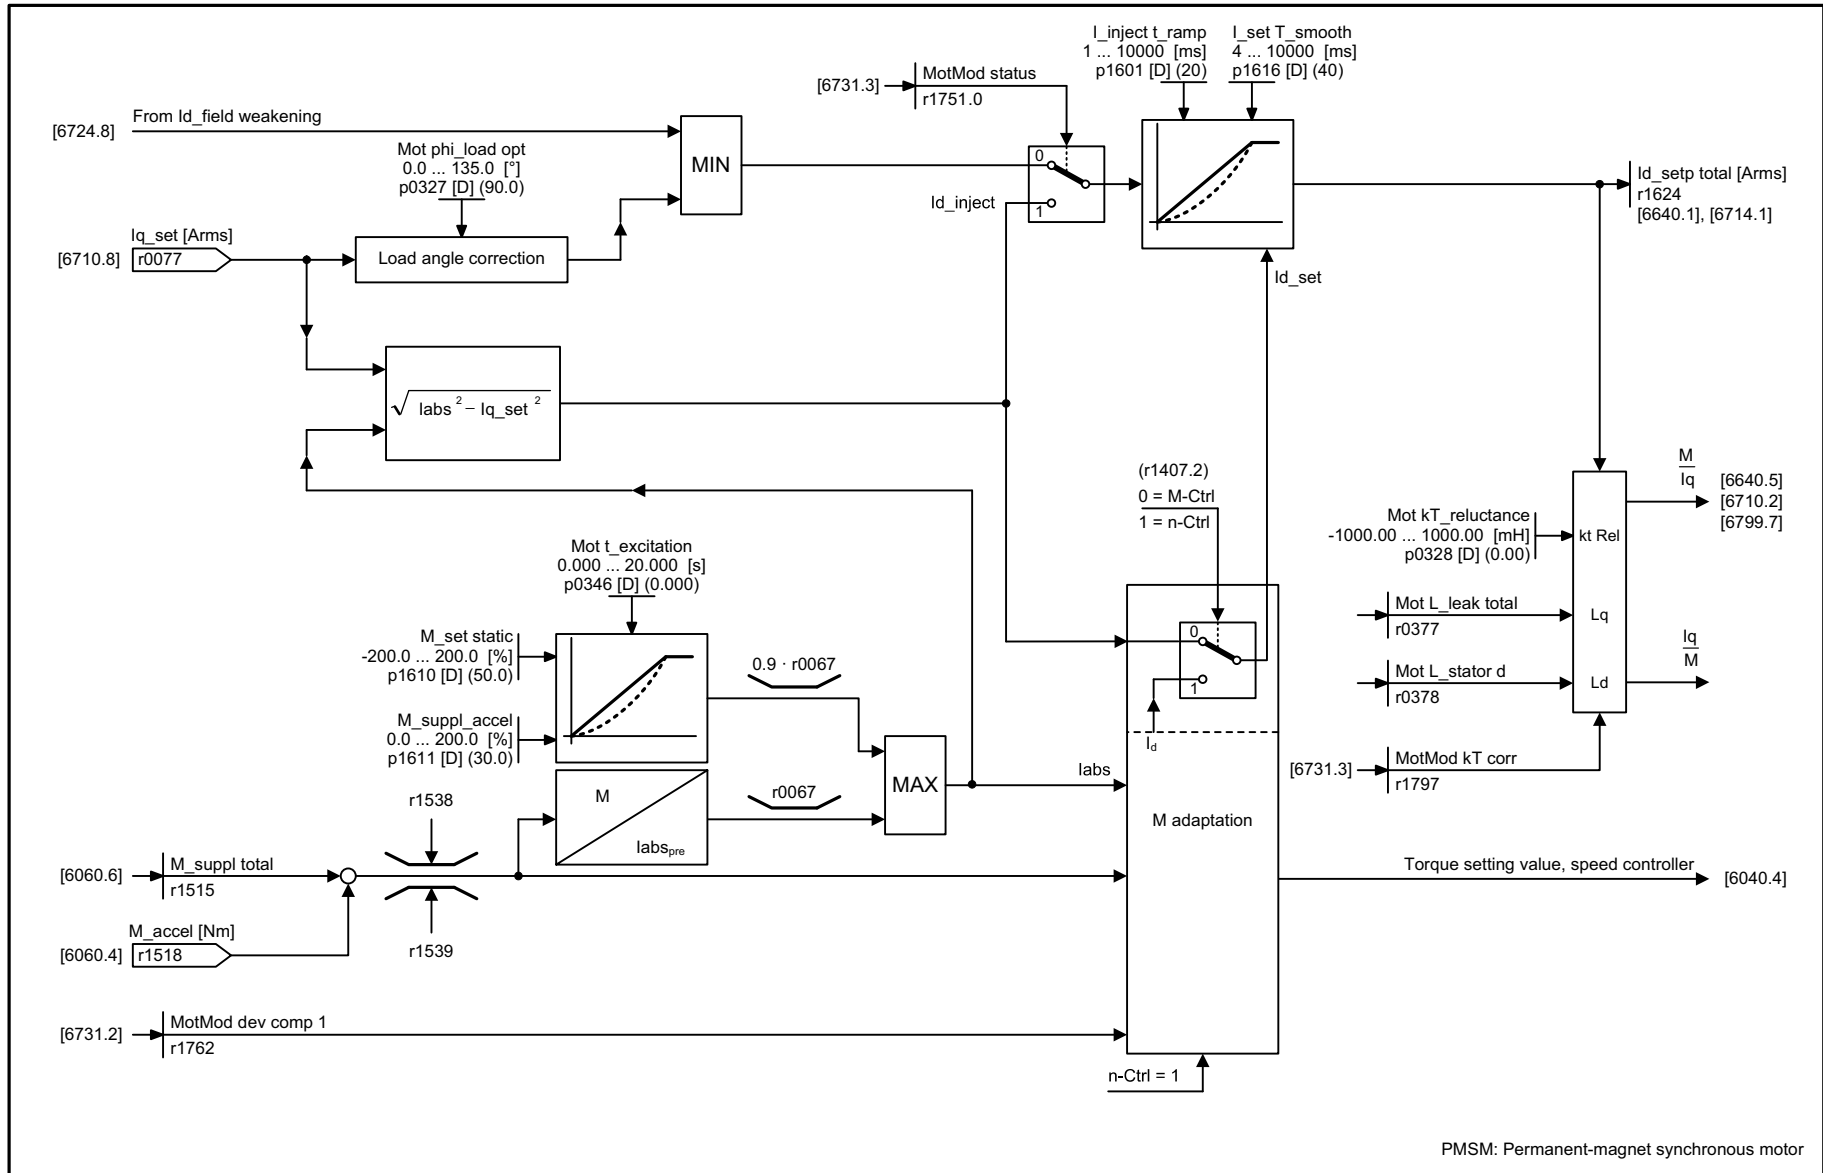 I_inject t_ramp
1 ... 10000 [ms]
p1601 [D] (20)
I_set T_smooth
4 ... 10000 [ms]
p1616 [D] (40)
[6731.3]
MotMod status
r1751.0
[6724.8]
From Id_field weakening
Mot phi_load opt
0.0 ... 135.0 [°]
p0327 [D] (90.0)
MIN
0
1
Id_inject
Id_setp total [Arms]
r1624
[6640.1], [6714.1]
Iq_set [Arms]
[6710.8]
r0077
Load angle correction
Id_set
√ Iabs ² – Iq_set ²
(r1407.2)
0 = M-Ctrl
1 = n-Ctrl
M
Iq
[6640.5]
[6710.2]
[6799.7]
Mot kT_reluctance
-1000.00 ... 1000.00 [mH]
p0328 [D] (0.00)
kt Rel
Mot t_excitation
0.000 ... 20.000 [s]
p0346 [D] (0.000)
Mot L_leak total
r0377
Lq
M_set static
-200.0 ... 200.0 [%]
p1610 [D] (50.0)
0.9 · r0067
0
1
Iq
M
Mot L_stator d
r0378
Ld
M_suppl_accel
0.0 ... 200.0 [%]
p1611 [D] (30.0)
Id
Iabs
MAX
[6731.3]
MotMod kT corr
r1797
r1538
M
Iabspre
r0067
M adaptation
[6060.6]
M_suppl total
r1515
Torque setting value, speed controller
[6040.4]
M_accel [Nm]
[6060.4]
r1518
r1539
[6731.2]
MotMod dev comp 1
r1762
n-Ctrl = 1
PMSM: Permanent-magnet synchronous motor